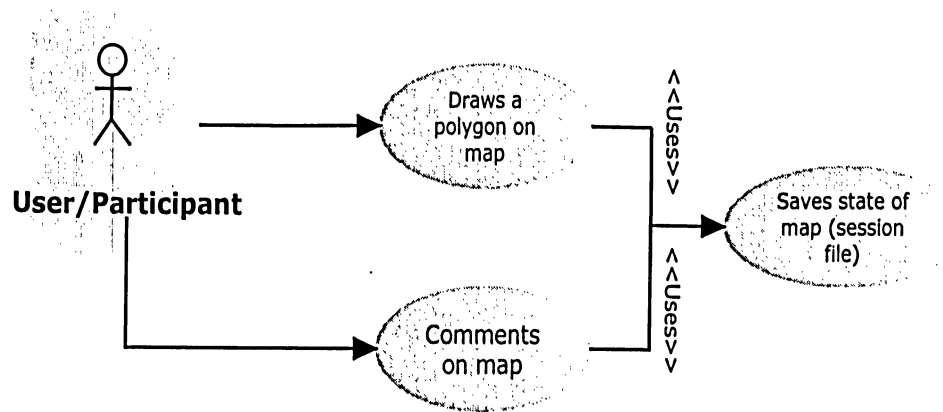 Draws a
polygon on
map
<<Uses>>
User/Participant
Saves state of
map (session
file)
<<Uses>>
Comments
on map